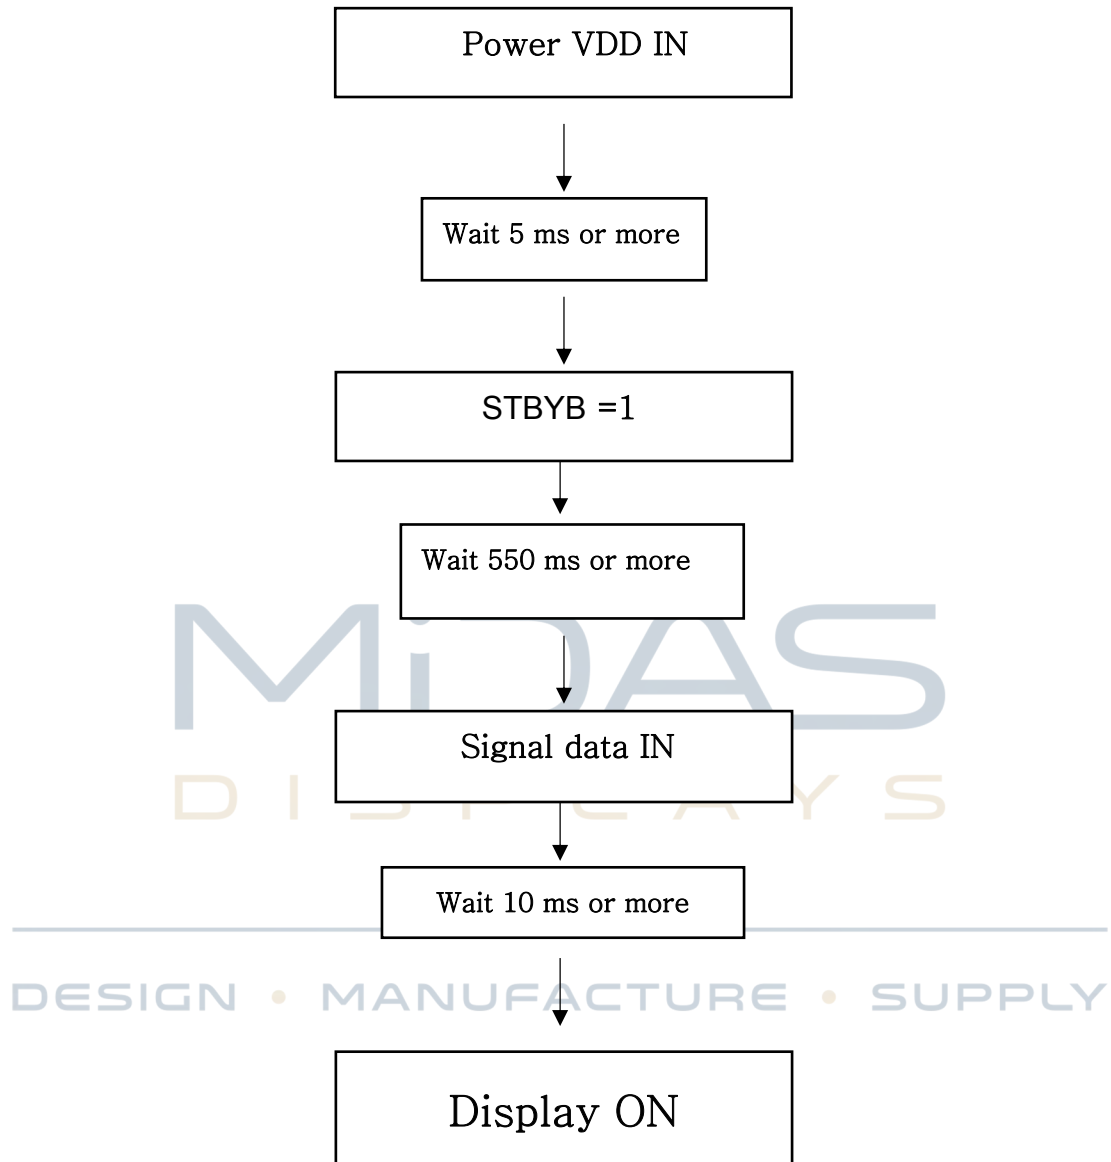 Power VDD IN
Wait 5 ms or more
STBYB =1
Wait 550 ms or more
MiDAS
Signal data IN
DISPLAYS
Wait 10 ms or more
DESIGN • MANUFACTURE • SUPPLY
Display ON